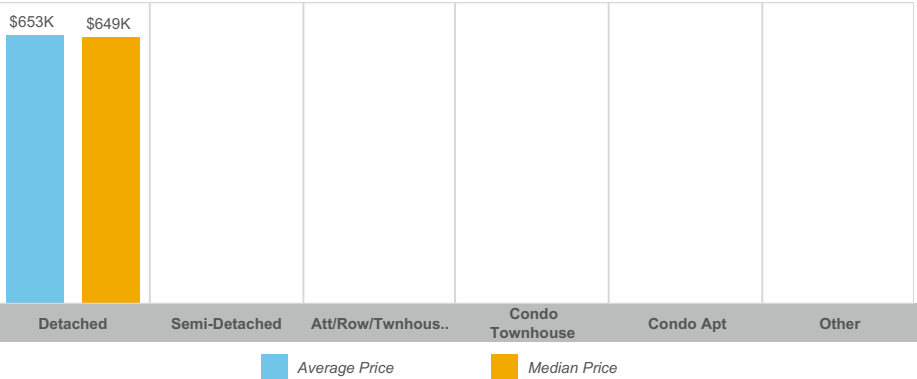 $653K
$649K
Detached
Semi-Detached
Att/Row/Twnhous..
Condo
Townhouse
Condo Apt
Other
Average Price
Median Price